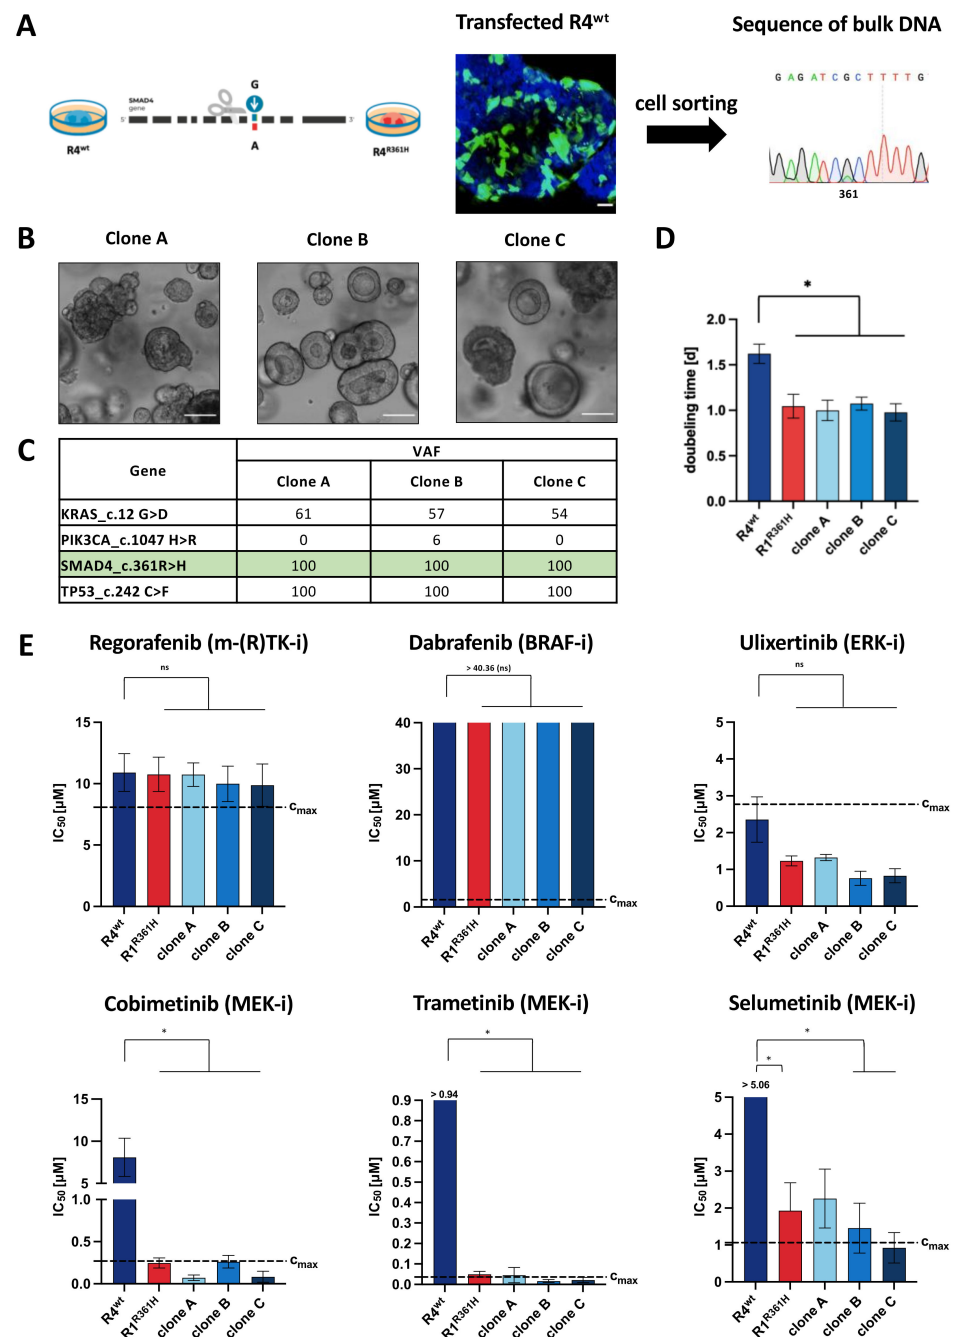 A
Transfected R4wt
Sequence of bulk DNA
SMAD4
gene
G
5'
3'
A
R4wt
R4R361H
cell sorting
G A G A T C G C T T T T G
361
B
Clone A
Clone B
Clone C
C
Gene
VAF
Clone A
Clone B
Clone C
KRAS_c.12 G>D 61 57 54
PIK3CA_c.1047 H>R 0 6 0
SMAD4_c.361R>H 100 100 100
TP53_c.242 C>F 100 100 100
D
*
doubeling time [d]
2.0
1.5
1.0
0.5
0.0
R4wt
R1R361H
clone A
clone B
clone C
E
Regorafenib (m-(R)TK-i)
ns
IC50 [µM]
15
10
5
0
cmax
R4wt
R1R361H
clone A
clone B
clone C
Dabrafenib (BRAF-i)
> 40.36 (ns)
IC50 [µM]
40
30
20
10
0
cmax
R4wt
R1R361H
clone A
clone B
clone C
Ulixertinib (ERK-i)
ns
IC50 [µM]
5
4
3
2
1
0
cmax
R4wt
R1R361H
clone A
clone B
clone C
Cobimetinib (MEK-i)
*
IC50 [µM]
15
10
5
1.0
0.5
0.0
cmax
R4wt
R1R361H
clone A
clone B
clone C
Trametinib (MEK-i)
*
> 0.94
IC50 [µM]
0.9
0.8
0.7
0.6
0.5
0.4
0.3
0.2
0.1
0.0
cmax
R4wt
R1R361H
clone A
clone B
clone C
Selumetinib (MEK-i)
*
*
> 5.06
IC50 [µM]
5
4
3
2
1
0
cmax
R4wt
R1R361H
clone A
clone B
clone C